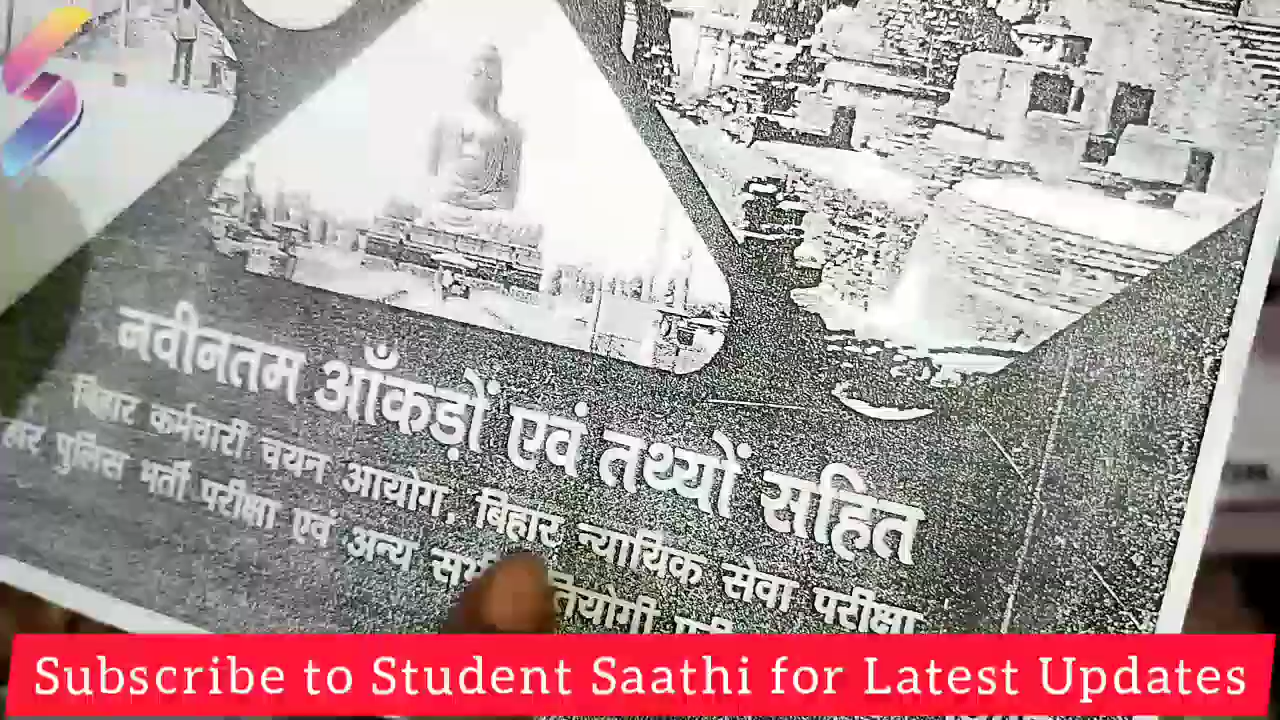 नवीनतम आँकड़ों एवं तथ्यों सहित
बिहार कर्मचारी चयन आयोग, बिहार न्यायिक सेवा परीक्षा
पुलिस भर्ती परीक्षा एवं अन्य सभी
Subscribe to Student Saathi for Latest Updates